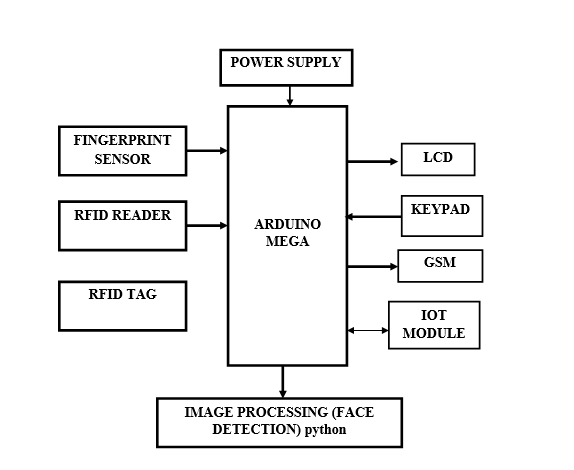 POWER SUPPLY
FINGERPRINT
SENSOR
RFID READER
RFID TAG
ARDUINO
MEGA
LCD
KEYPAD
GSM
IOT
MODULE
IMAGE PROCESSING (FACE
DETECTION) python